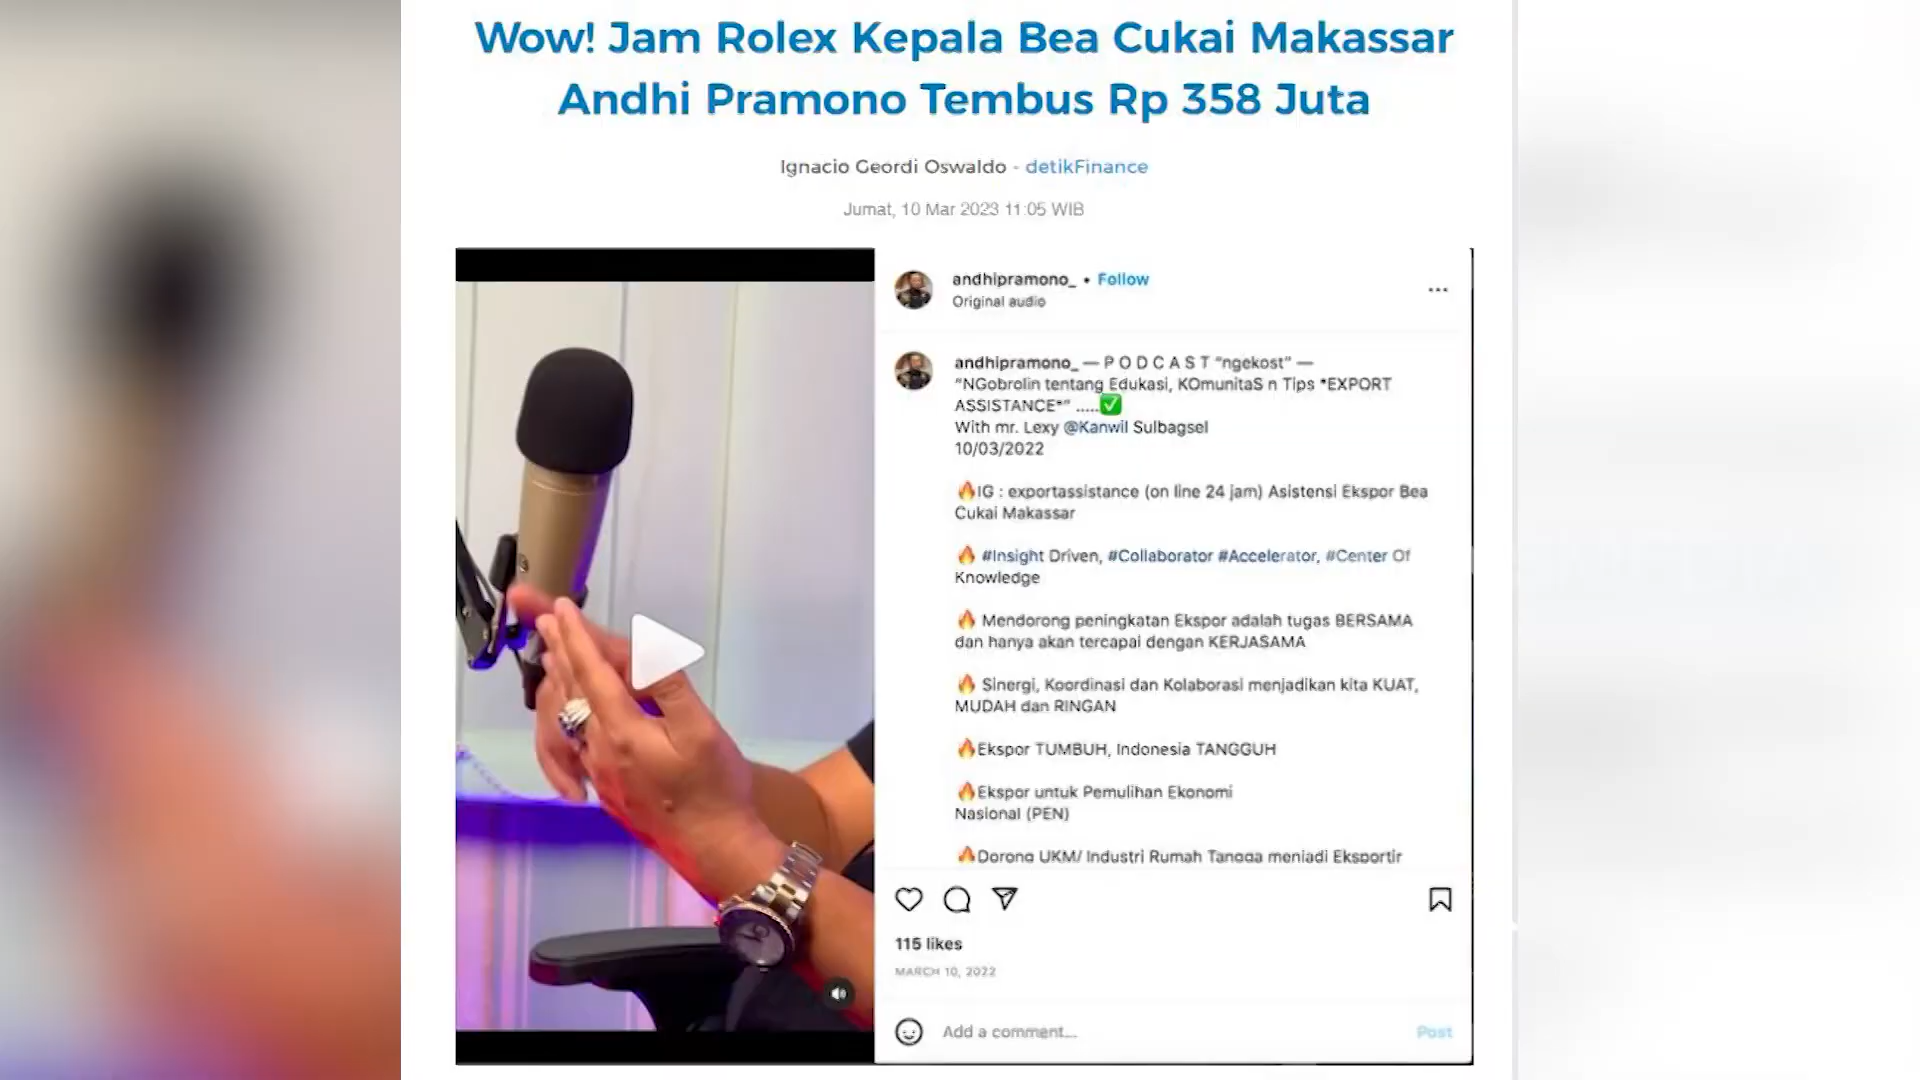 Wow! Jam Rolex Kepala Bea Cukai Makassar
Andhi Pramono Tembus Rp 358 Juta
Ignacio Geordi Oswaldo - detikFinance
Jumat, 10 Mar 2023 11:05 WIB
andhipramono_ • Follow
Original audio
andhipramono_ — P O D C A S T "ngekost" —
"NGobrolin tentang Edukasi, KOmunitaS n Tips *EXPORT
ASSISTANCE*" .....✅
With mr. Lexy @Kanwil Sulbagsel
10/03/2022
🔥IG : exportassistance (on line 24 jam) Asistensi Ekspor Bea
Cukai Makassar
🔥 #Insight Driven, #Collaborator #Accelerator, #Center Of
Knowledge
🔥 Mendorong peningkatan Ekspor adalah tugas BERSAMA
dan hanya akan tercapai dengan KERJASAMA
🔥 Sinergi, Koordinasi dan Kolaborasi menjadikan kita KUAT,
MUDAH dan RINGAN
🔥Ekspor TUMBUH, Indonesia TANGGUH
🔥Ekspor untuk Pemulihan Ekonomi
Nasional (PEN)
🔥Dorong UKM/ Industri Rumah Tangga menjadi Eksportir
115 likes
MARCH 10, 2022
Add a comment...
Post